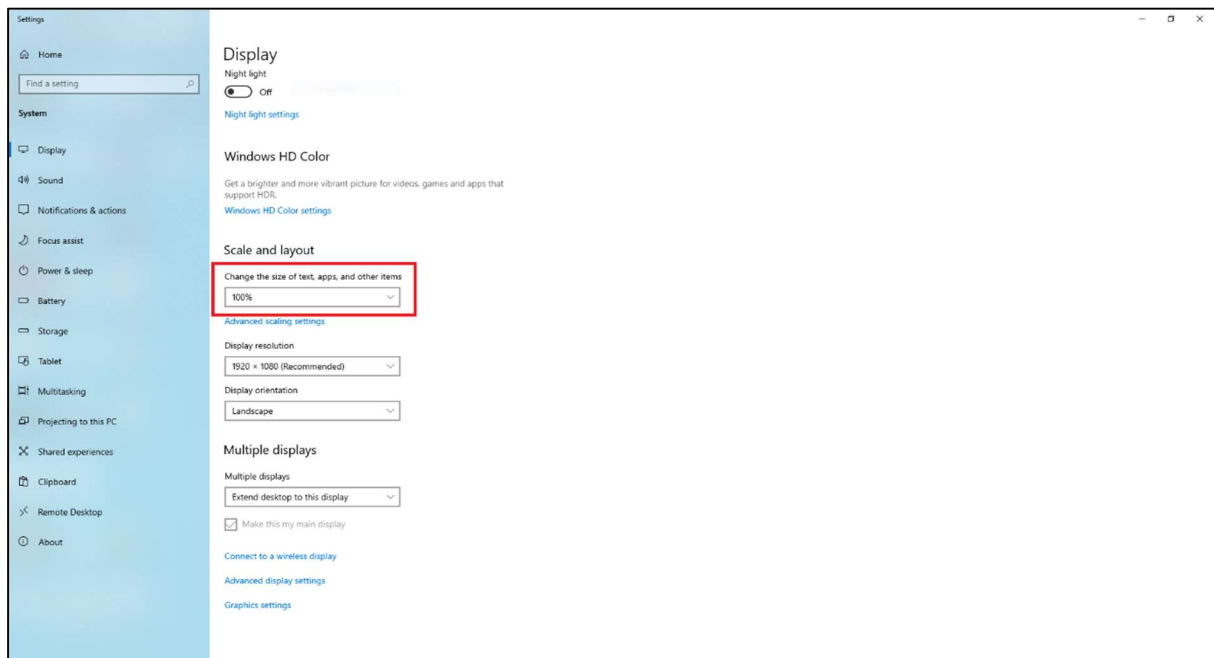 Settings
Home
Find a setting
System
Display
Sound
Notifications & actions
Focus assist
Power & sleep
Battery
Storage
Tablet
Multitasking
Projecting to this PC
Shared experiences
Clipboard
Remote Desktop
About
Display
Night light
Off
Night light settings
Windows HD Color
Get a brighter and more vibrant picture for videos, games and apps that
support HDR.
Windows HD Color settings
Scale and layout
Change the size of text, apps, and other items
100%
Advanced scaling settings
Display resolution
1920 × 1080 (Recommended)
Display orientation
Landscape
Multiple displays
Multiple displays
Extend desktop to this display
Make this my main display
Connect to a wireless display
Advanced display settings
Graphics settings